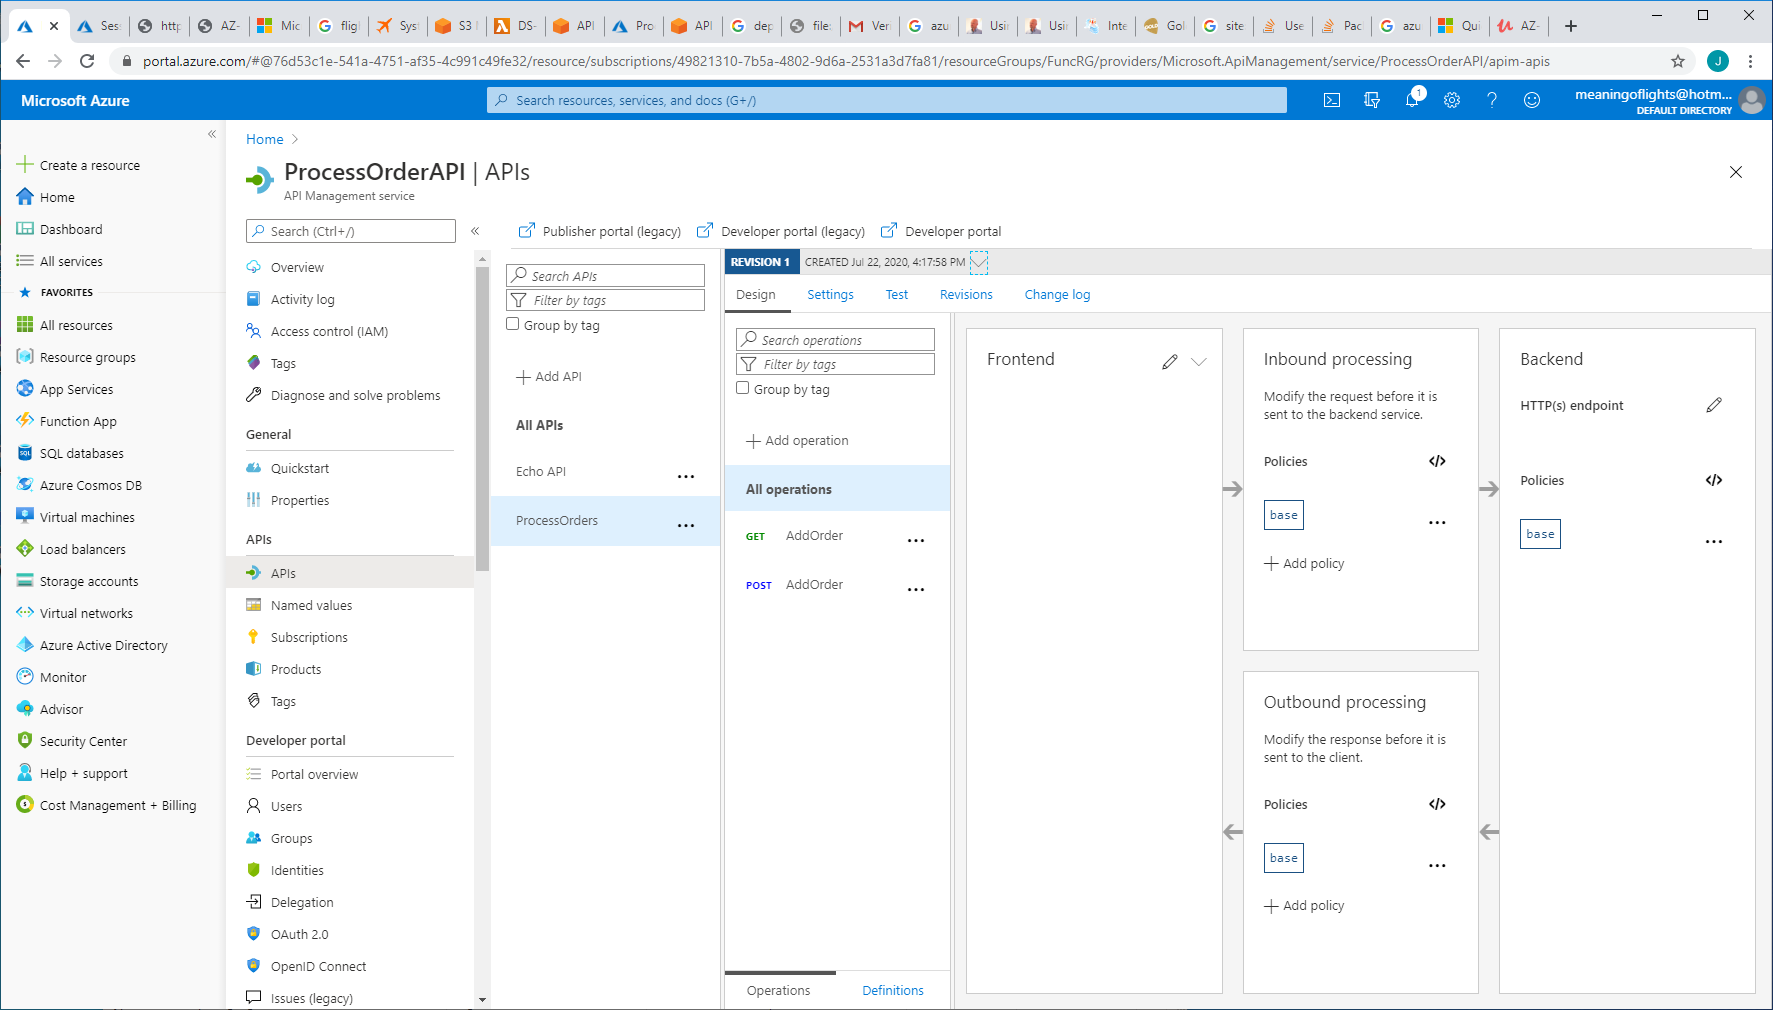 Sess
http
AZ-
Mic
fligh
Sys
S3
DS-
API
Pro
API
dep
file
Ver
azu
Usi
Usi
Inte
Gol
site
Use
Pac
azu
Qui
AZ-
portal.azure.com/#@76d53c1e-541a-4751-af35-4c991c49fe32/resource/subscriptions/49821310-7b5a-4802-9d6a-2531a3d7fa81/resourceGroups/FuncRG/providers/Microsoft.ApiManagement/service/ProcessOrderAPI/apim-apis
J
Microsoft Azure
Search resources, services, and docs (G+/)
1
meaningoflights@hotm...
DEFAULT DIRECTORY
Create a resource
Home
Dashboard
All services
FAVORITES
All resources
Resource groups
App Services
Function App
SQL databases
Azure Cosmos DB
Virtual machines
Load balancers
Storage accounts
Virtual networks
Azure Active Directory
Monitor
Advisor
Security Center
Help + support
Cost Management + Billing
Home
ProcessOrderAPI | APIs
API Management service
Search (Ctrl+/)
Overview
Activity log
Access control (IAM)
Tags
Diagnose and solve problems
General
Quickstart
Properties
APIs
APIs
Named values
Subscriptions
Products
Tags
Developer portal
Portal overview
Users
Groups
Identities
Delegation
OAuth 2.0
OpenID Connect
Issues (legacy)
Publisher portal (legacy)
Developer portal (legacy)
Developer portal
Search APIs
Filter by tags
Group by tag
Add API
All APIs
Echo API
ProcessOrders
REVISION 1
CREATED Jul 22, 2020, 4:17:58 PM
Design
Settings
Test
Revisions
Change log
Search operations
Filter by tags
Group by tag
Add operation
All operations
GET AddOrder
POST AddOrder
Operations
Definitions
Frontend
Inbound processing
Modify the request before it is
sent to the backend service.
Policies
</>
base
Add policy
Outbound processing
Modify the response before it is
sent to the client.
Policies
</>
base
Add policy
Backend
HTTP(s) endpoint
Policies
</>
base